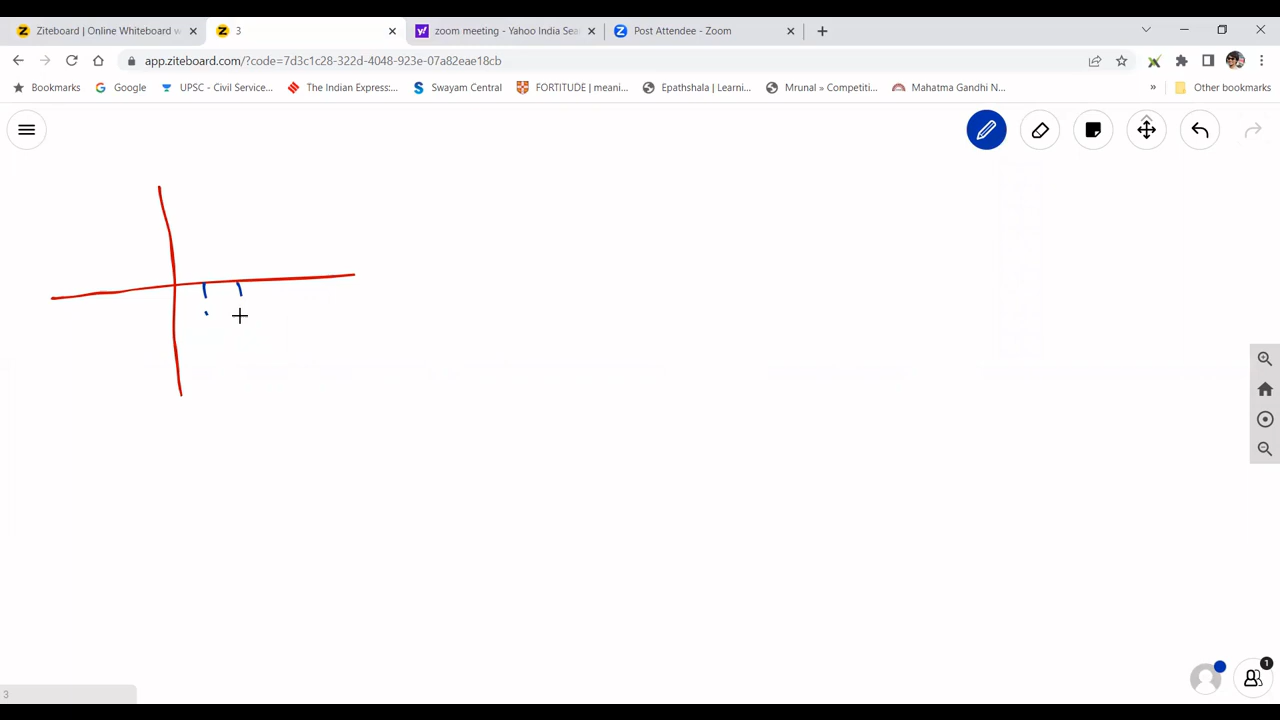 Ziteboard | Online Whiteboard w
3
zoom meeting - Yahoo India Sea
Post Attendee - Zoom
app.ziteboard.com/?code=7d3c1c28-322d-4048-923e-07a82eae18cb
Bookmarks
Google
UPSC - Civil Service...
The Indian Express:...
Swayam Central
FORTITUDE | meani...
Epathshala | Learni...
Mrunal » Competiti...
Mahatma Gandhi N...
»
Other bookmarks
1
3